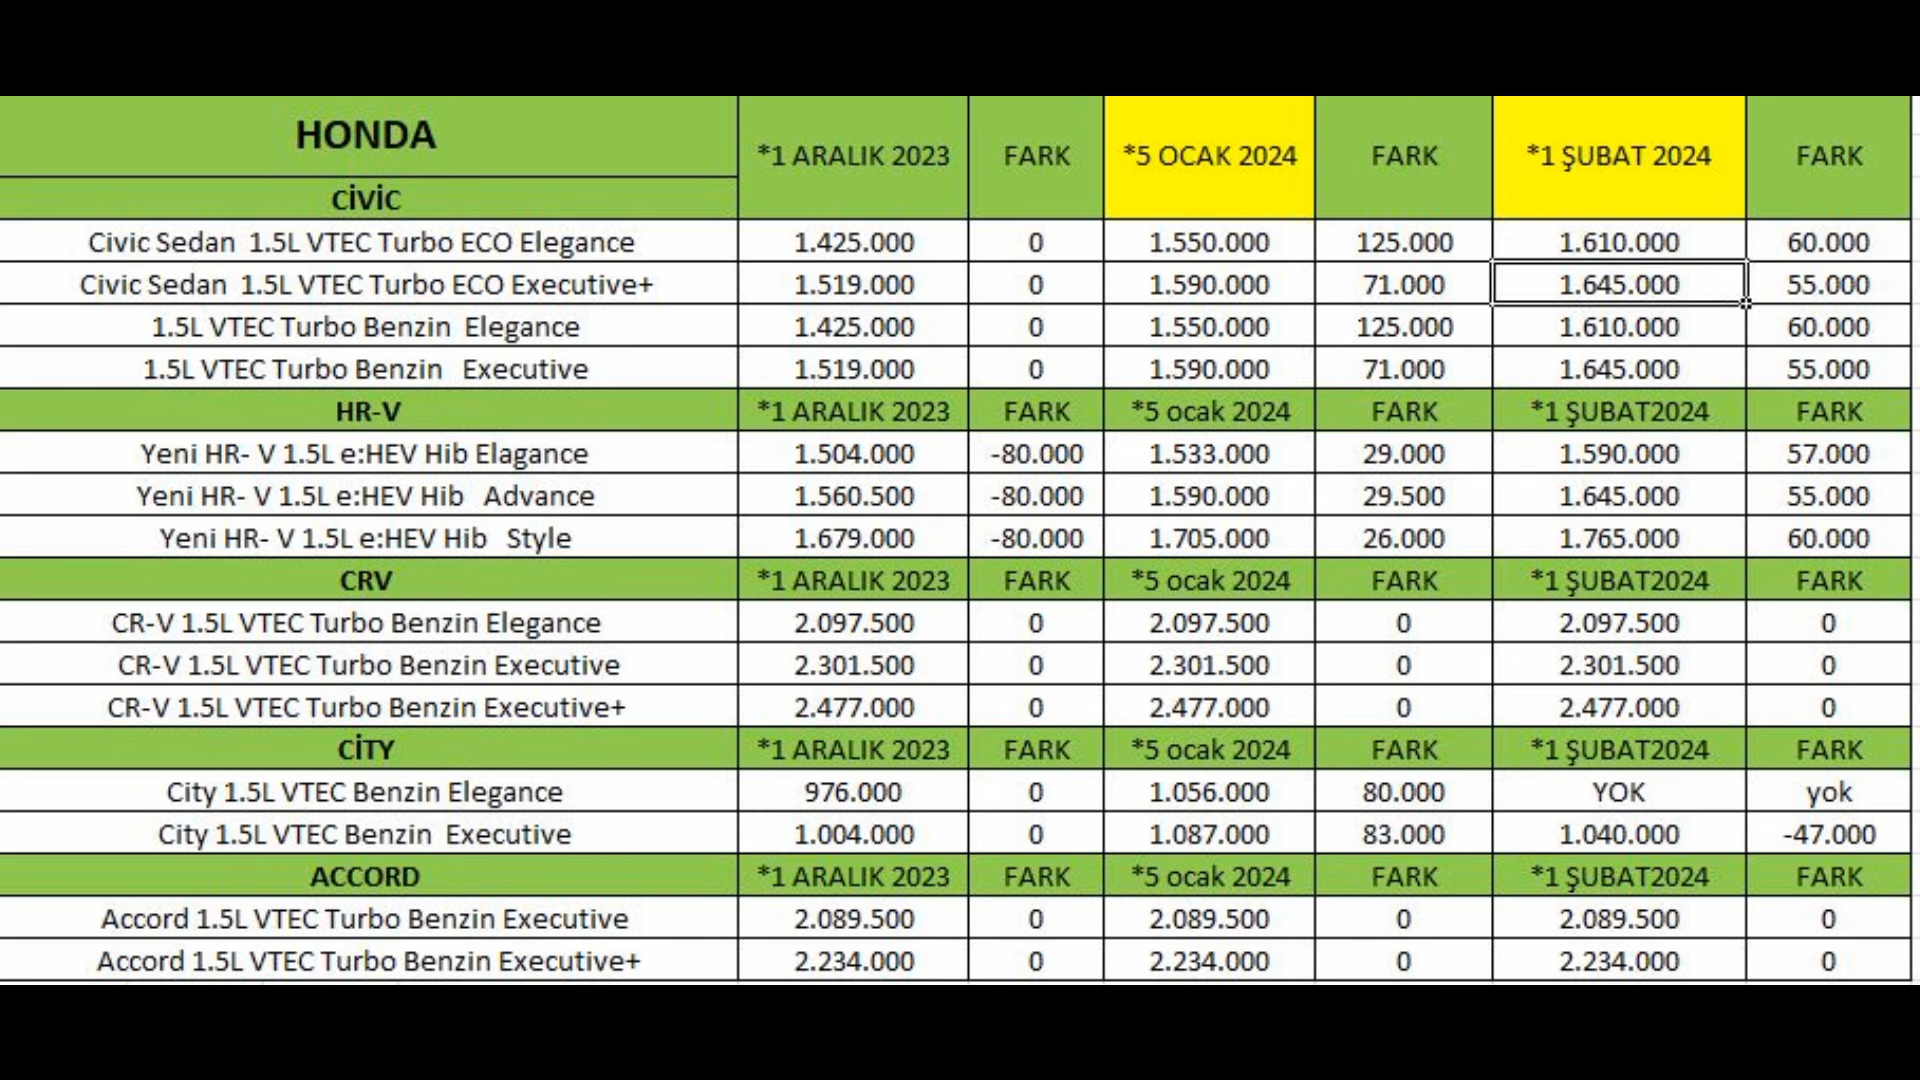 HONDA *1 ARALIK 2023 FARK *5 OCAK 2024 FARK *1 ŞUBAT 2024 FARK
CİVİC
Civic Sedan 1.5L VTEC Turbo ECO Elegance 1.425.000 0 1.550.000 125.000 1.610.000 60.000
Civic Sedan 1.5L VTEC Turbo ECO Executive+ 1.519.000 0 1.590.000 71.000 1.645.000 55.000
1.5L VTEC Turbo Benzin Elegance 1.425.000 0 1.550.000 125.000 1.610.000 60.000
1.5L VTEC Turbo Benzin Executive 1.519.000 0 1.590.000 71.000 1.645.000 55.000
HR-V *1 ARALIK 2023 FARK *5 ocak 2024 FARK *1 ŞUBAT2024 FARK
Yeni HR- V 1.5L e:HEV Hib Elagance 1.504.000 -80.000 1.533.000 29.000 1.590.000 57.000
Yeni HR- V 1.5L e:HEV Hib Advance 1.560.500 -80.000 1.590.000 29.500 1.645.000 55.000
Yeni HR- V 1.5L e:HEV Hib Style 1.679.000 -80.000 1.705.000 26.000 1.765.000 60.000
CRV *1 ARALIK 2023 FARK *5 ocak 2024 FARK *1 ŞUBAT2024 FARK
CR-V 1.5L VTEC Turbo Benzin Elegance 2.097.500 0 2.097.500 0 2.097.500 0
CR-V 1.5L VTEC Turbo Benzin Executive 2.301.500 0 2.301.500 0 2.301.500 0
CR-V 1.5L VTEC Turbo Benzin Executive+ 2.477.000 0 2.477.000 0 2.477.000 0
CİTY *1 ARALIK 2023 FARK *5 ocak 2024 FARK *1 ŞUBAT2024 FARK
City 1.5L VTEC Benzin Elegance 976.000 0 1.056.000 80.000 YOK yok
City 1.5L VTEC Benzin Executive 1.004.000 0 1.087.000 83.000 1.040.000 -47.000
ACCORD *1 ARALIK 2023 FARK *5 ocak 2024 FARK *1 ŞUBAT2024 FARK
Accord 1.5L VTEC Turbo Benzin Executive 2.089.500 0 2.089.500 0 2.089.500 0
Accord 1.5L VTEC Turbo Benzin Executive+ 2.234.000 0 2.234.000 0 2.234.000 0